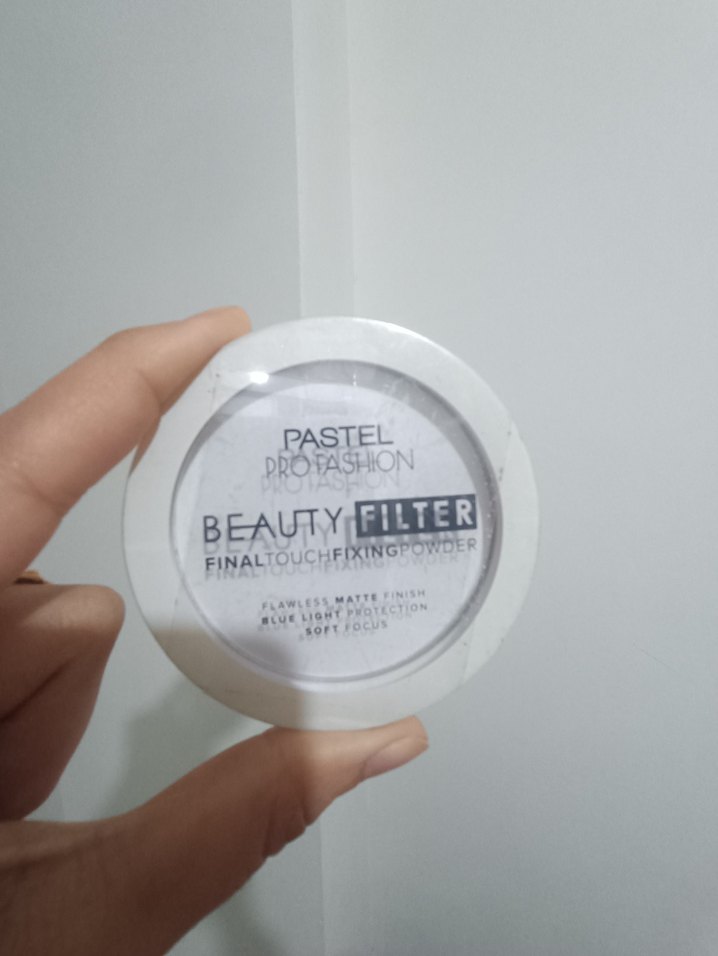 PASTEL
PROFASHION
BEAUTY FILTER
FINALTOUCHFIXINGPOWDER
FLAWLESS MATTE FINISH
BLUE LIGHT PROTECTION
SOFT FOCUS